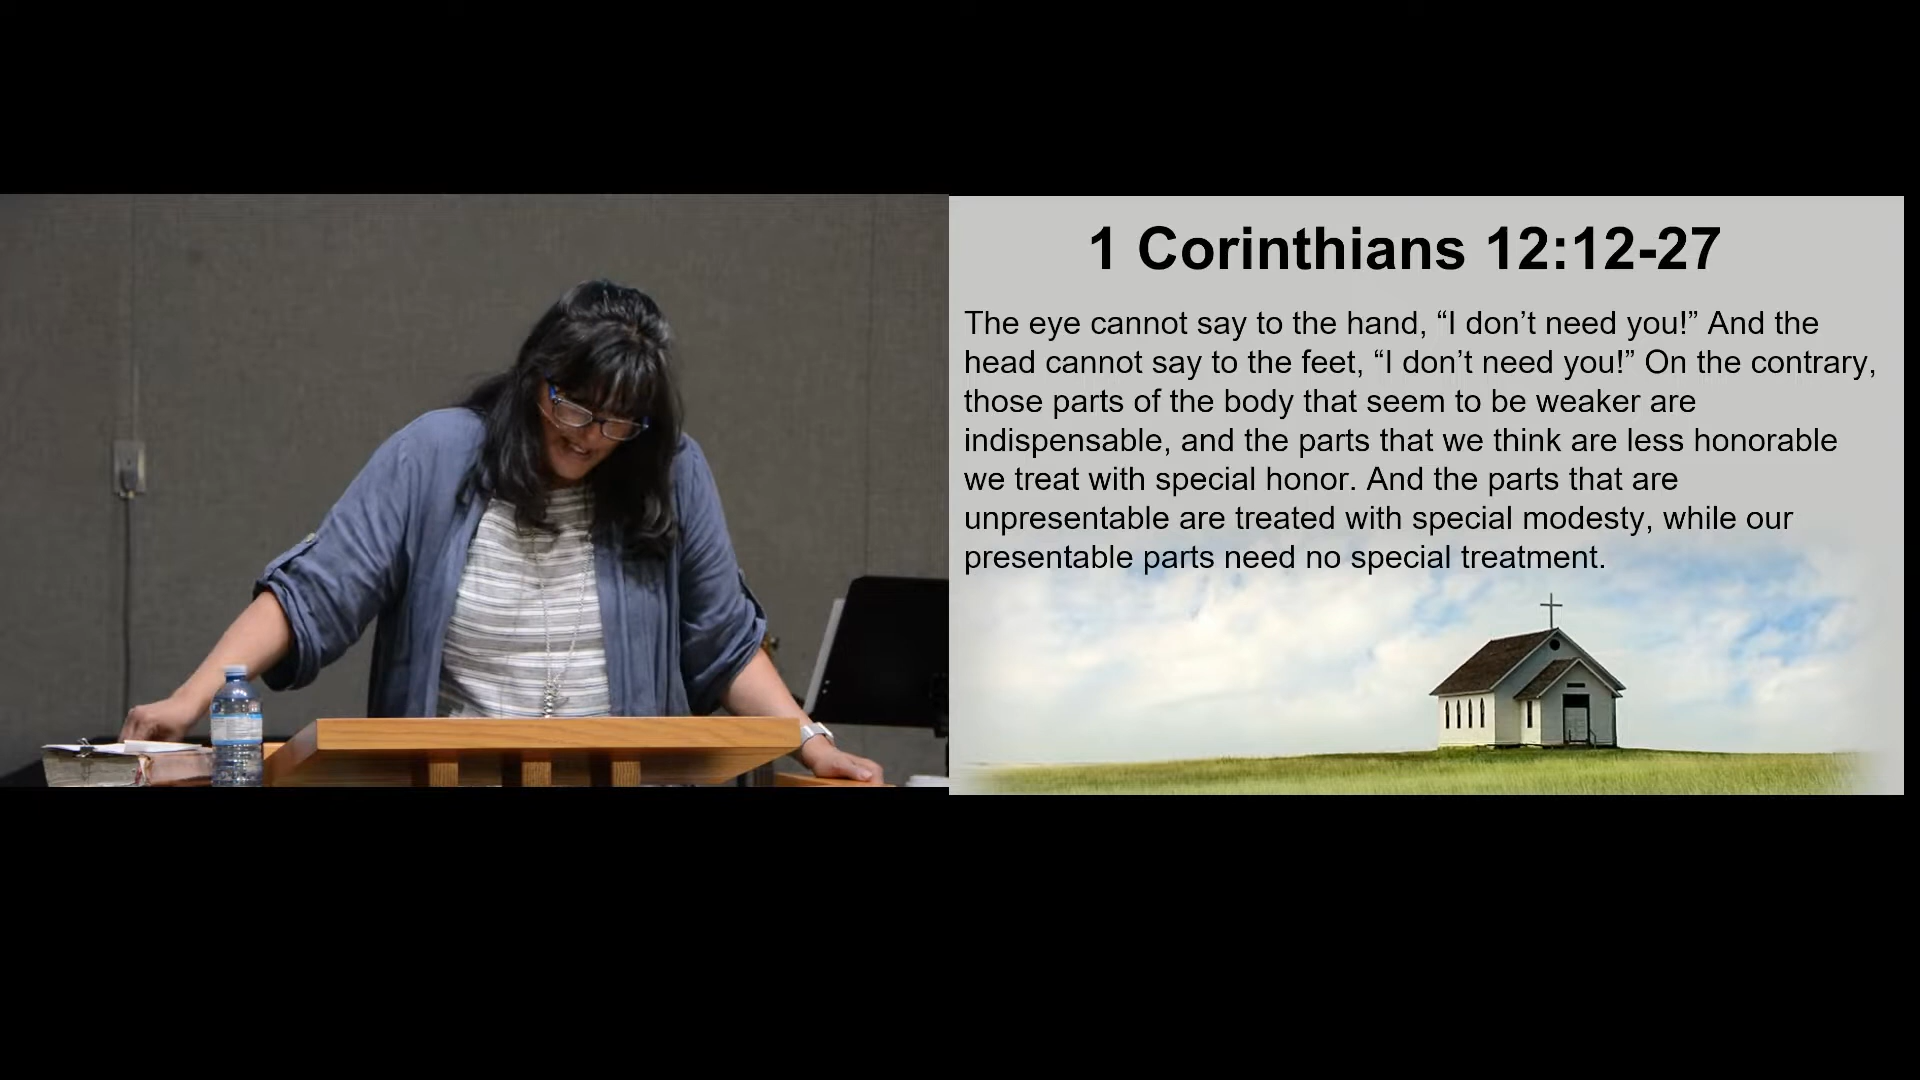 1 Corinthians 12:12-27
The eye cannot say to the hand, “I don’t need you!” And the
head cannot say to the feet, “I don’t need you!” On the contrary,
those parts of the body that seem to be weaker are
indispensable, and the parts that we think are less honorable
we treat with special honor. And the parts that are
unpresentable are treated with special modesty, while our
presentable parts need no special treatment.